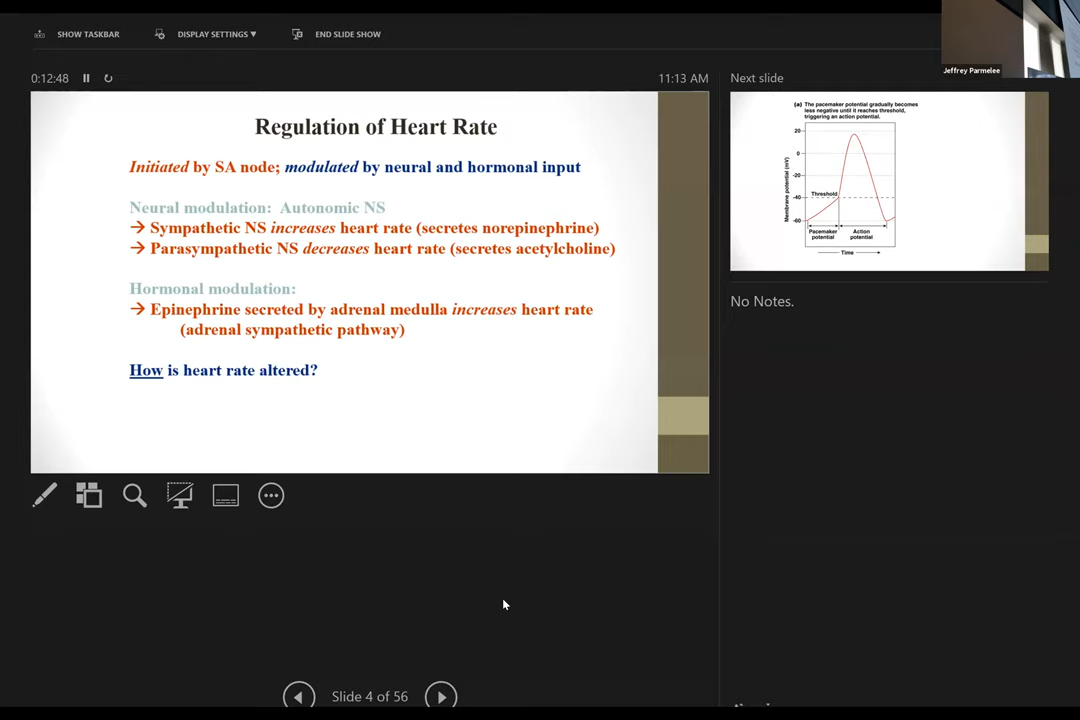 SHOW TASKBAR
DISPLAY SETTINGS ▼
END SLIDE SHOW
Jeffrey Parmelee
0:12:48
11:13 AM
Regulation of Heart Rate
Initiated by SA node; modulated by neural and hormonal input
Neural modulation: Autonomic NS
→ Sympathetic NS increases heart rate (secretes norepinephrine)
→ Parasympathetic NS decreases heart rate (secretes acetylcholine)
Hormonal modulation:
→ Epinephrine secreted by adrenal medulla increases heart rate
(adrenal sympathetic pathway)
How is heart rate altered?
Slide 4 of 56
Next slide
(a) The pacemaker potential gradually becomes
less negative until it reaches threshold,
triggering an action potential.
Membrane potential (mV)
20
0
-20
-40
-60
Threshold
Pacemaker
potential
Action
potential
Time
No Notes.